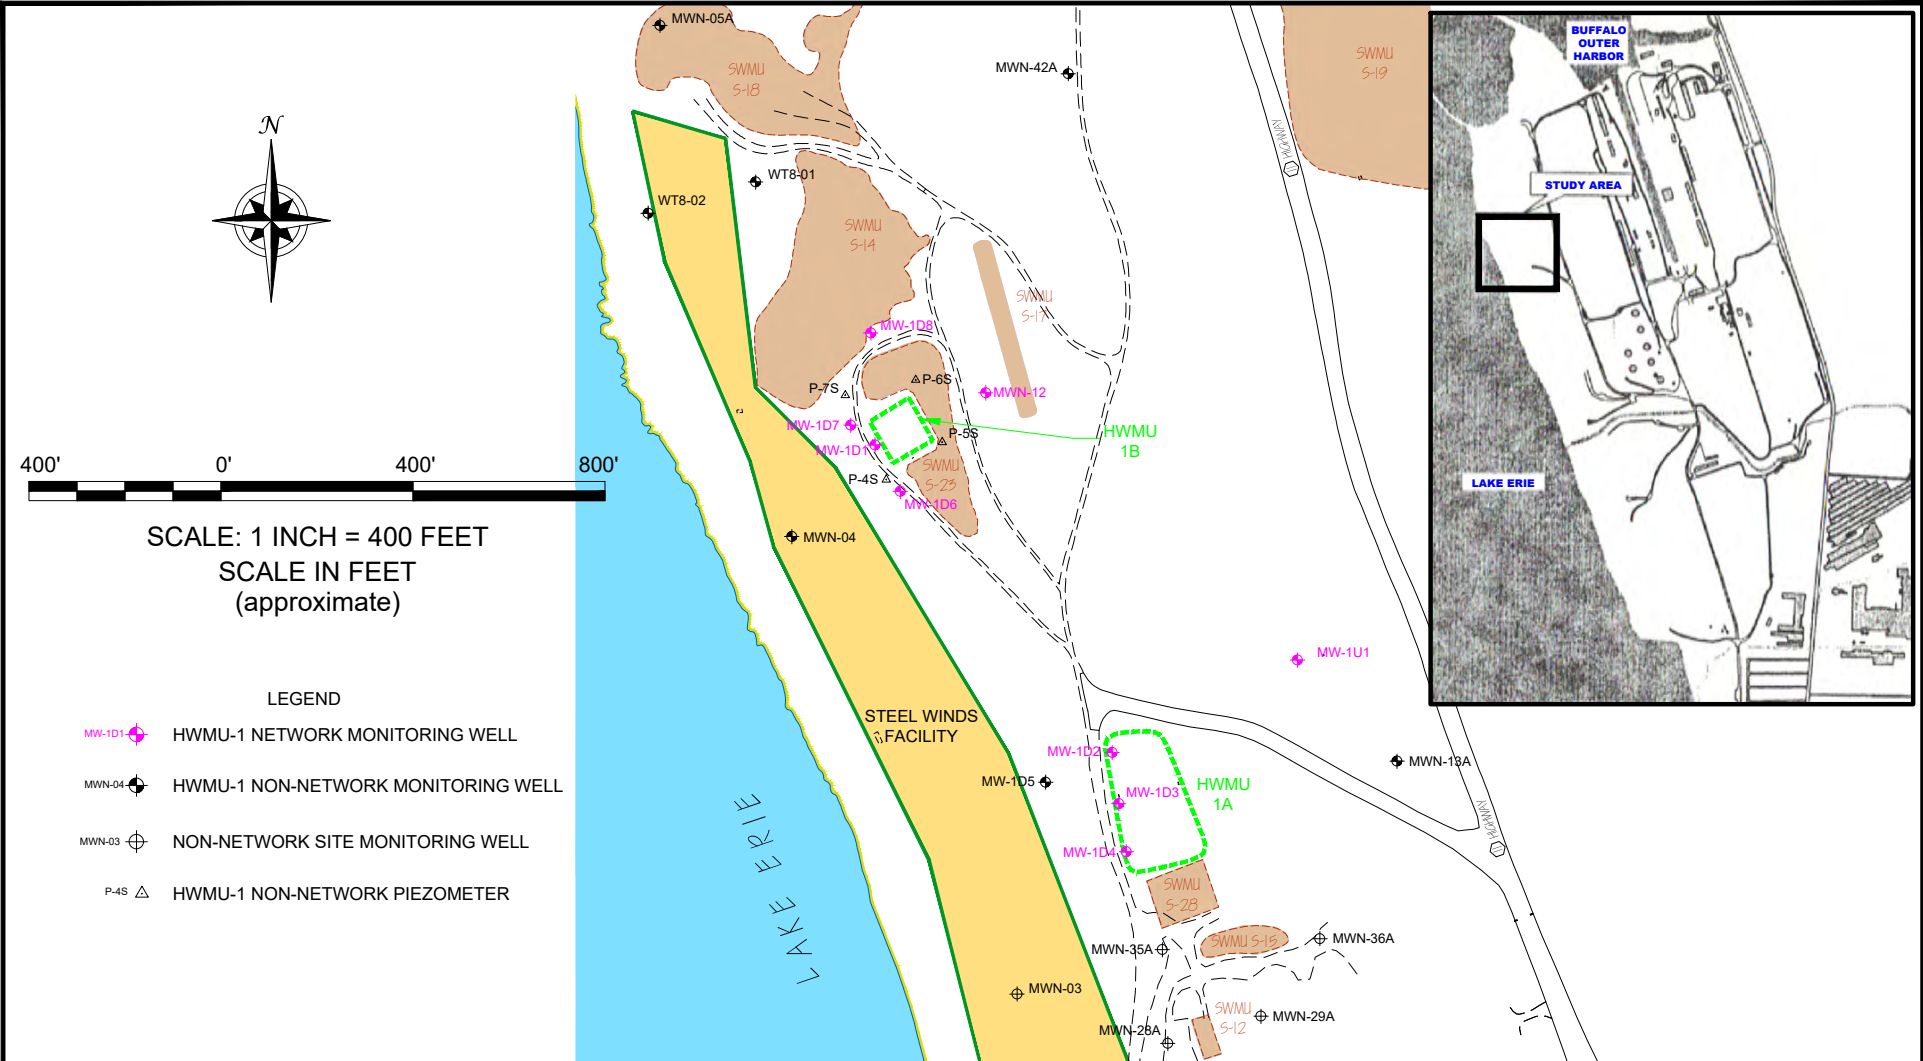 MWN-05A
SWMU
S-18
MWN-42A
SWMU
S-19
BUFFALO
OUTER
HARBOR
N
HIGHWAY
WT8-01
WT8-02
STUDY AREA
SWMU
S-14
SWMU
S-17
MW-1D8
P-7S
P-6S
MWN-12
MW-1D7
P-5S
HWMU
1B
MW-1D1
SWMU
S-23
P-4S
MW-1D6
LAKE ERIE
400'
0'
400'
800'
SCALE: 1 INCH = 400 FEET
SCALE IN FEET
(approximate)
MWN-04
MW-1U1
LEGEND
MW-1D1
HWMU-1 NETWORK MONITORING WELL
MWN-04
HWMU-1 NON-NETWORK MONITORING WELL
MWN-03
NON-NETWORK SITE MONITORING WELL
P-4S
HWMU-1 NON-NETWORK PIEZOMETER
STEEL WINDS
FACILITY
MW-1D2
MW-1D5
MW-1D3
HWMU
1A
MWN-13A
HIGHWAY
MW-1D4
LAKE ERIE
SWMU
S-28
MWN-35A
SWMU S-15
MWN-36A
MWN-03
SWMU
S-12
MWN-29A
MWN-28A